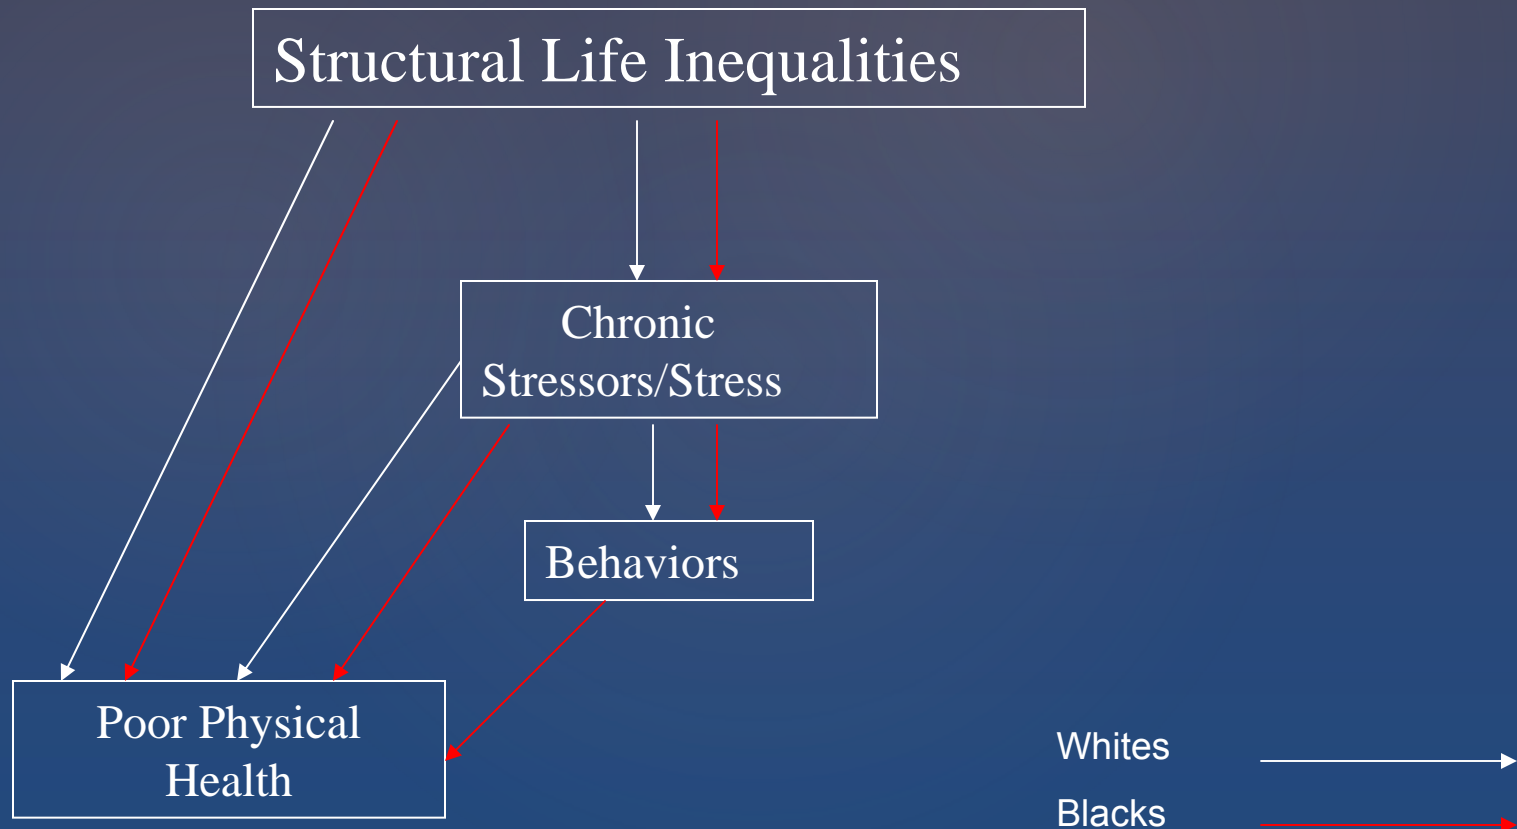 Structural Life Inequalities
Chronic
Stressors/Stress
Behaviors
Poor Physical
Health
Whites
Blacks